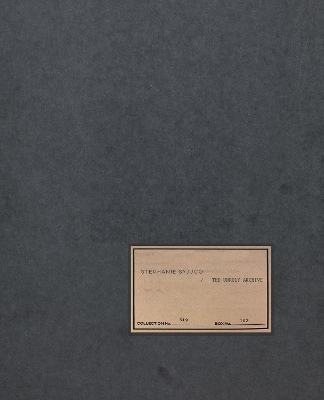 STEPHANIE SYJUCO
/ THE UNRULY ARCHIVE
COLLECTION No. BOX No.